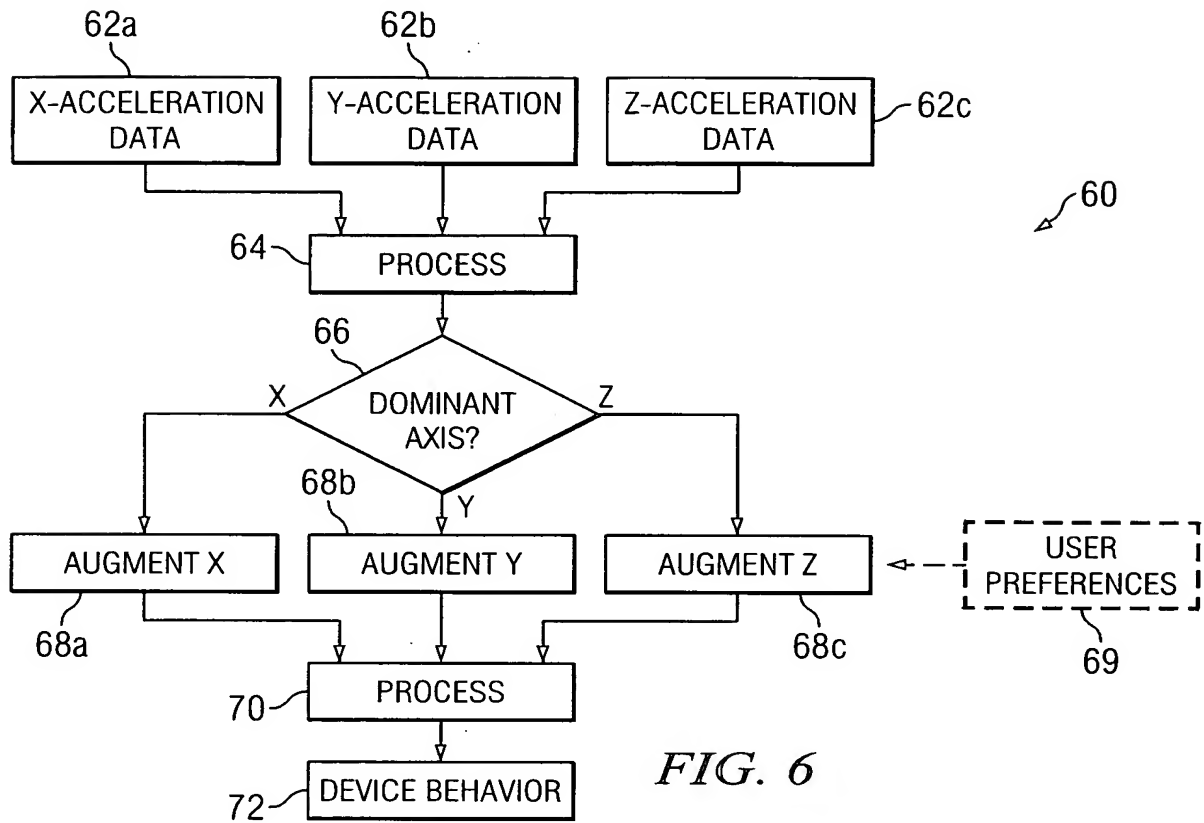 62a
62b
X-ACCELERATION
DATA
Y-ACCELERATION
DATA
Z-ACCELERATION
DATA
62c
60
64
PROCESS
66
X
DOMINANT
AXIS?
Z
Y
68b
AUGMENT X
AUGMENT Y
AUGMENT Z
USER
PREFERENCES
68a
68c
69
70
PROCESS
72
DEVICE BEHAVIOR
FIG. 6